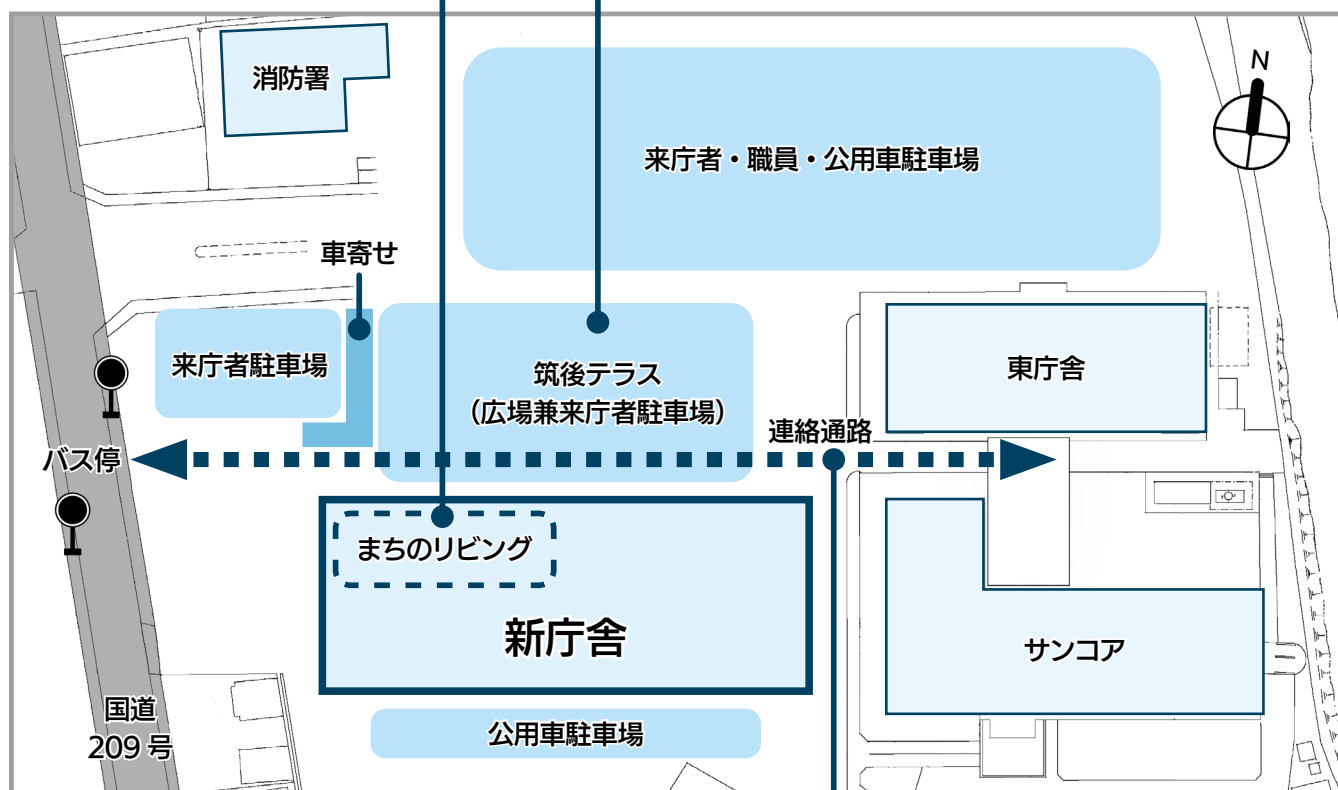 消防署
N
来庁者・職員・公用車駐車場
車寄せ
来庁者駐車場
筑後テラス
（広場兼来庁者駐車場）
東庁舎
連絡通路
バス停
まちのリビング
新庁舎
サンコア
国道
209号
公用車駐車場